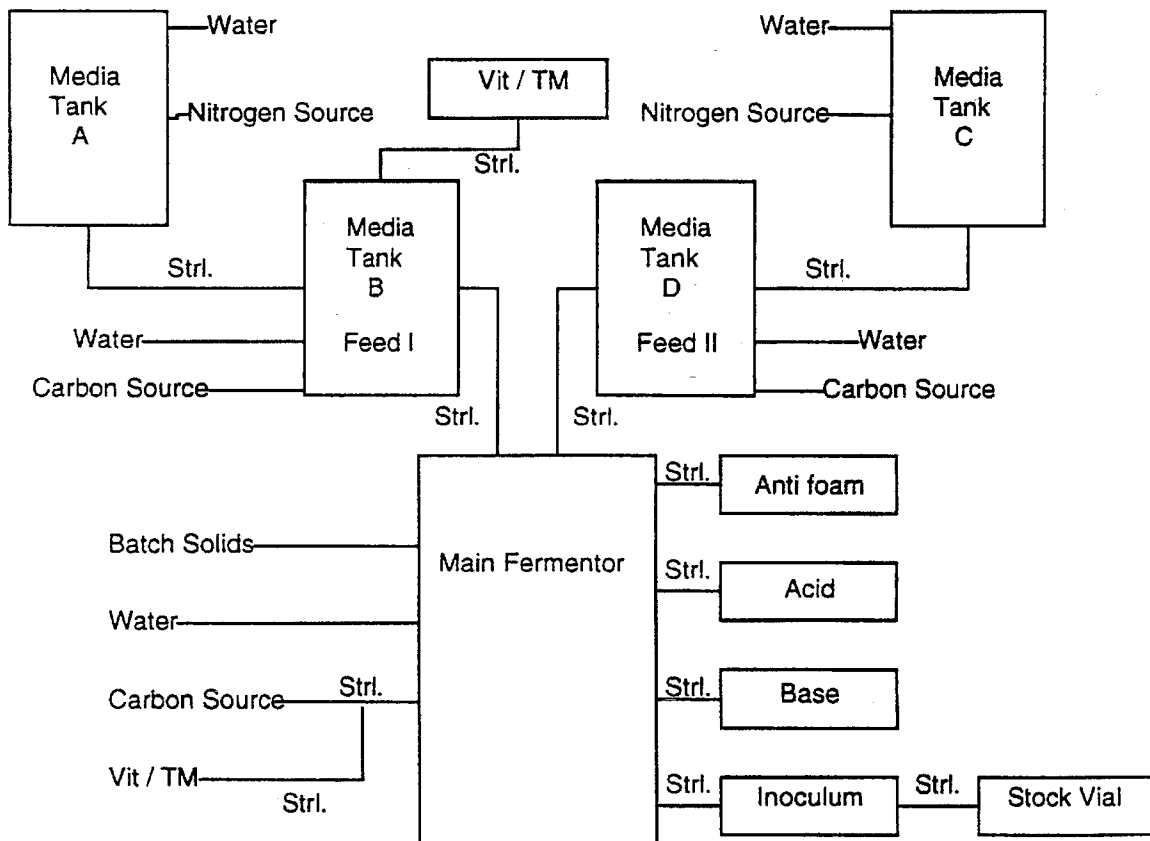 Water
Media
Tank
A
Nitrogen Source
Vit / TM
Strl.
Water
Media
Tank
C
Nitrogen Source
Strl.
Media
Tank
B
Feed I
Water
Carbon Source
Strl.
Media
Tank
D
Feed II
Strl.
Water
Carbon Source
Strl.
Main Fermentor
Batch Solids
Water
Carbon Source
Strl.
Vit / TM
Strl.
Strl.
Anti foam
Strl.
Acid
Strl.
Base
Strl.
Inoculum
Strl.
Stock Vial